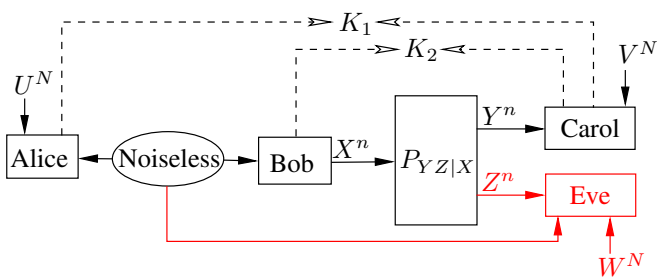 K_1
K_2
U^N
V^N
Alice
Noiseless
Bob
X^n
P_{YZ|X}
Y^n
Carol
Z^n
Eve
W^N